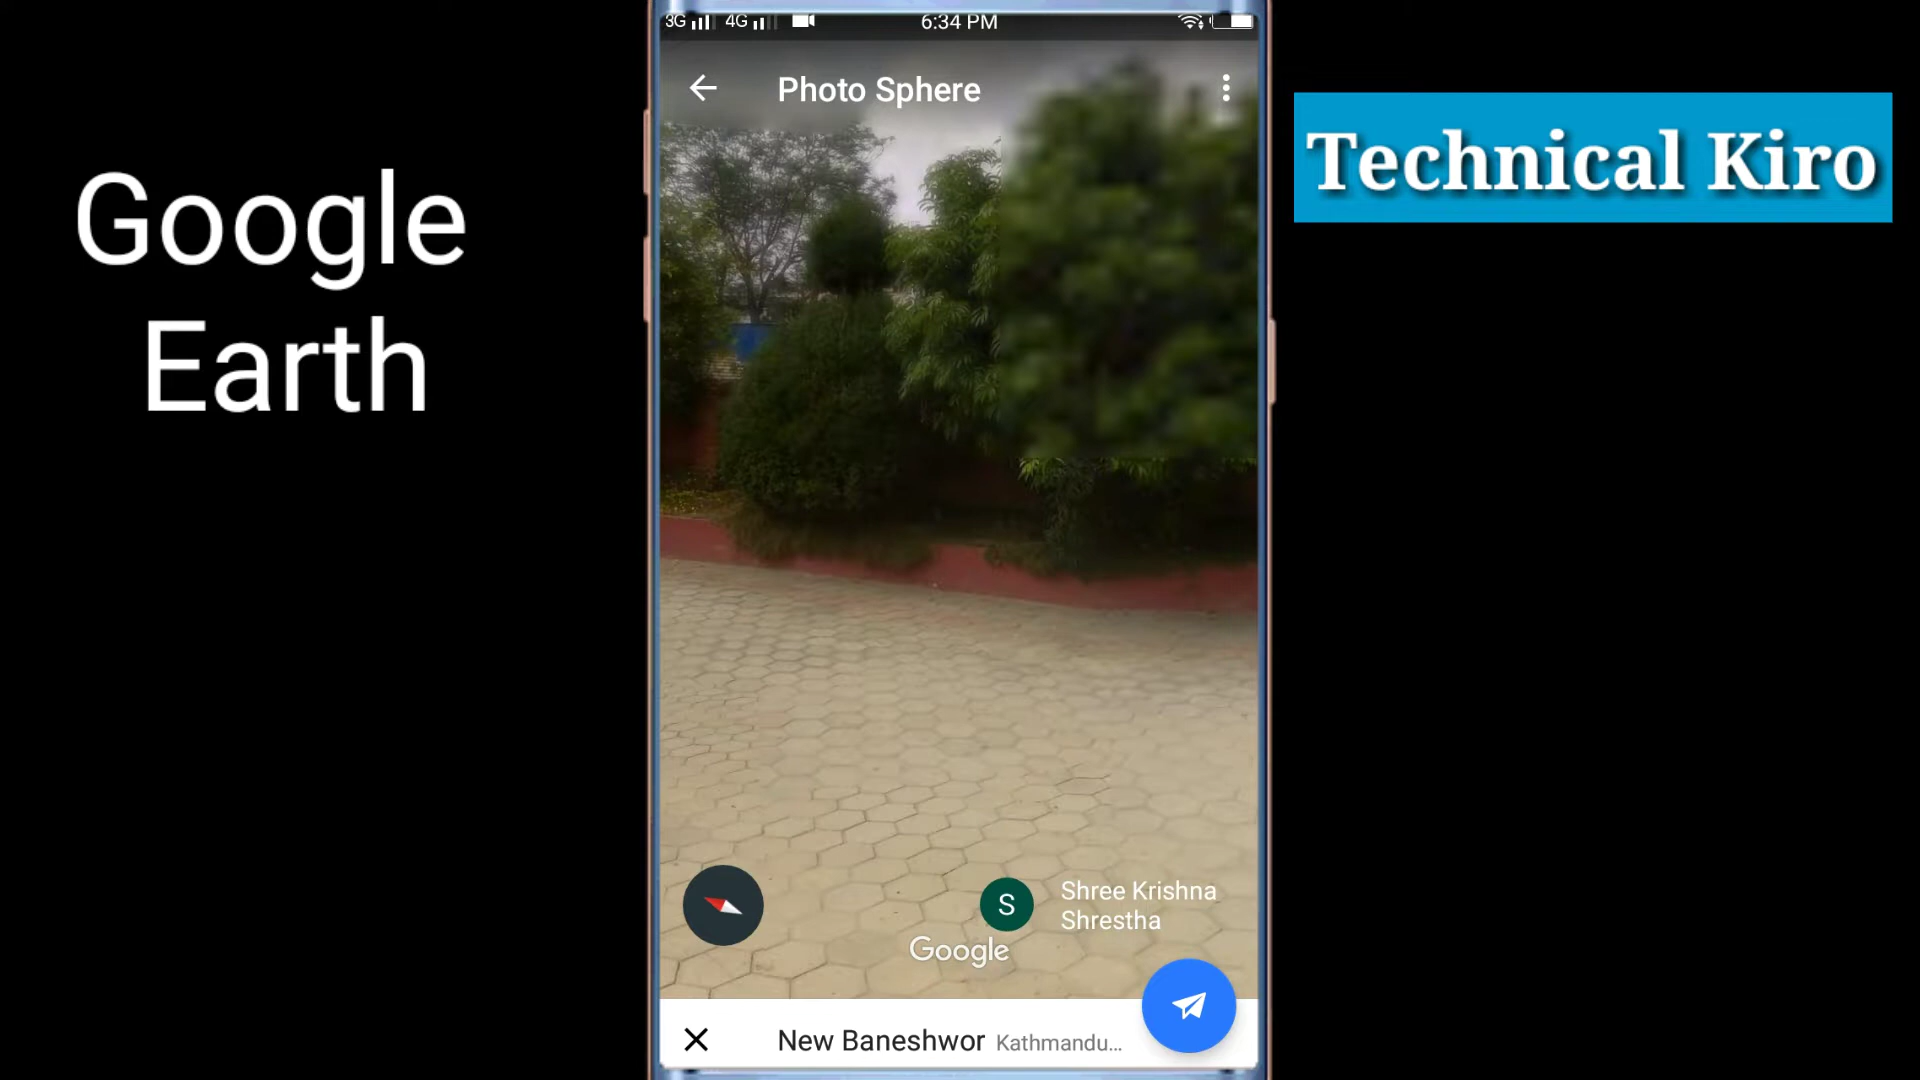 Google
Earth
3G 4G 6:34 PM
Photo Sphere
Technical Kiro
S
Shree Krishna
Shrestha
Google
New Baneshwor Kathmandu...